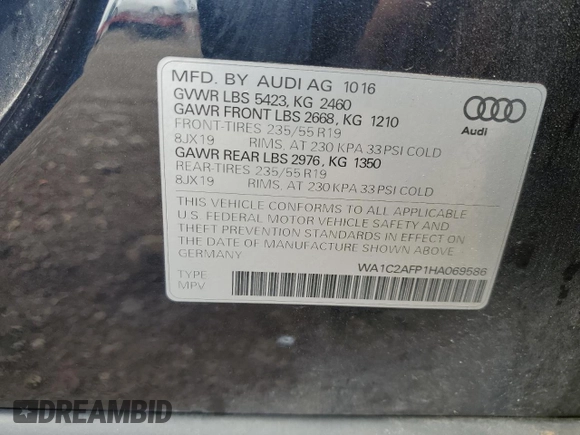 MFD. BY AUDI AG 1016
GVWR LBS 5423, KG 2460
GAWR FRONT LBS 2668, KG 1210
FRONT-TIRES 235/55 R19
8JX19 RIMS, AT 230 KPA 33 PSI COLD
GAWR REAR LBS 2976, KG 1350
REAR-TIRES 235/55 R19
8JX19 RIMS, AT 230 KPA 33 PSI COLD
Audi
THIS VEHICLE CONFORMS TO ALL APPLICABLE
U.S. FEDERAL MOTOR VEHICLE SAFETY AND
THEFT PREVENTION STANDARDS IN EFFECT ON
THE DATE OF MANUFACTURE SHOWN ABOVE
GERMANY
WA1C2AFP1HA069586
TYPE:
MPV
DREAMBID